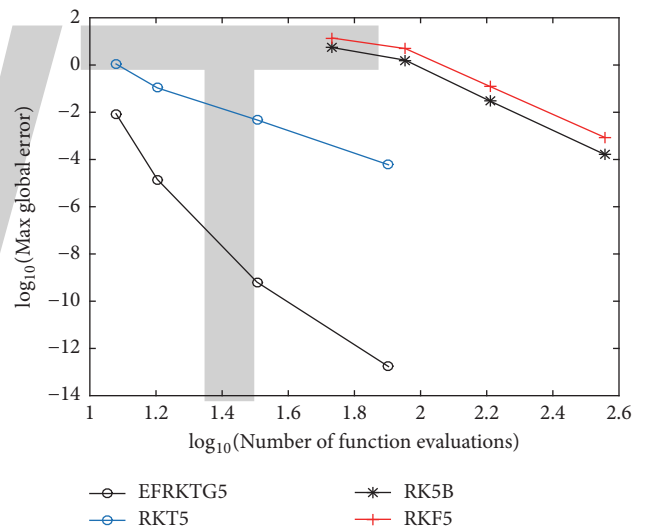 2
0
−2
−4
−6
−8
−10
−12
−14
log10(Max global error)
1 1.2 1.4 1.6 1.8 2 2.2 2.4 2.6
log10(Number of function evaluations)
EFRKTG5 RK5B
RKT5 RKF5